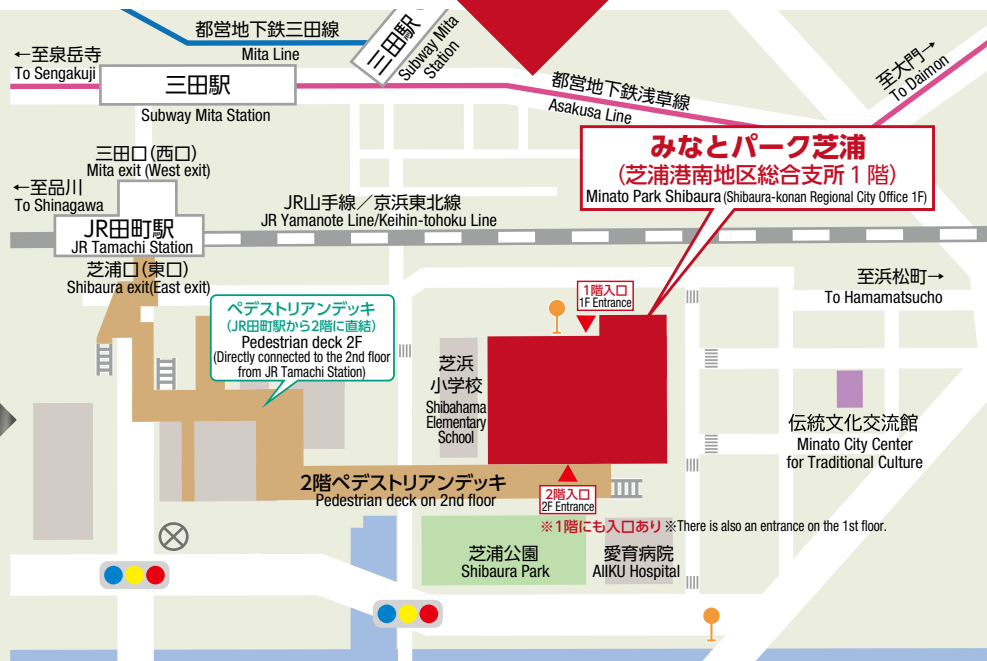 都営地下鉄三田線
Mita Line
三田駅
Subway Mita
Station
←至泉岳寺
To Sengakuji
三田駅
Subway Mita Station
都営地下鉄浅草線
Asakusa Line
至大門→
To Daimon
みなとパーク芝浦
(芝浦港南地区総合支所1階)
Minato Park Shibaura (Shibaura-konan Regional City Office 1F)
三田口(西口)
Mita exit (West exit)
←至品川
To Shinagawa
JR田町駅
JR Tamachi Station
JR山手線/京浜東北線
JR Yamanote Line/Keihin-tohoku Line
芝浦口(東口)
Shibaura exit(East exit)
至浜松町→
To Hamamatsucho
ペデストリアンデッキ
(JR田町駅から2階に直結)
Pedestrian deck 2F
(Directly connected to the 2nd floor
from JR Tamachi Station)
1階入口
1F Entrance
芝浜
小学校
Shibahama
Elementary
School
伝統文化交流館
Minato City Center
for Traditional Culture
2階ペデストリアンデッキ
Pedestrian deck on 2nd floor
2階入口
2F Entrance
※1階にも入口あり ※There is also an entrance on the 1st floor.
芝浦公園
Shibaura Park
愛育病院
AIIKU Hospital